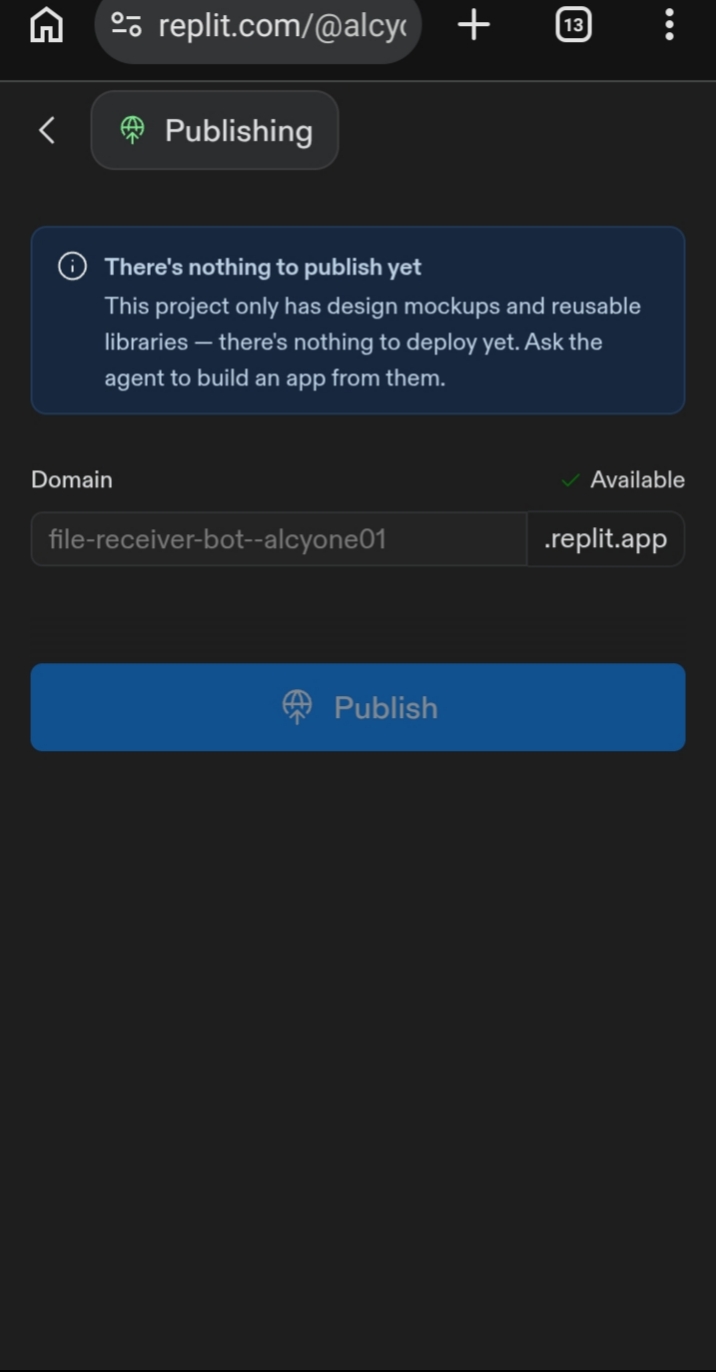 replit.com/@alcyc
13
Publishing
There's nothing to publish yet
This project only has design mockups and reusable
libraries — there's nothing to deploy yet. Ask the
agent to build an app from them.
Domain
Available
file-receiver-bot--alcyone01
.replit.app
Publish